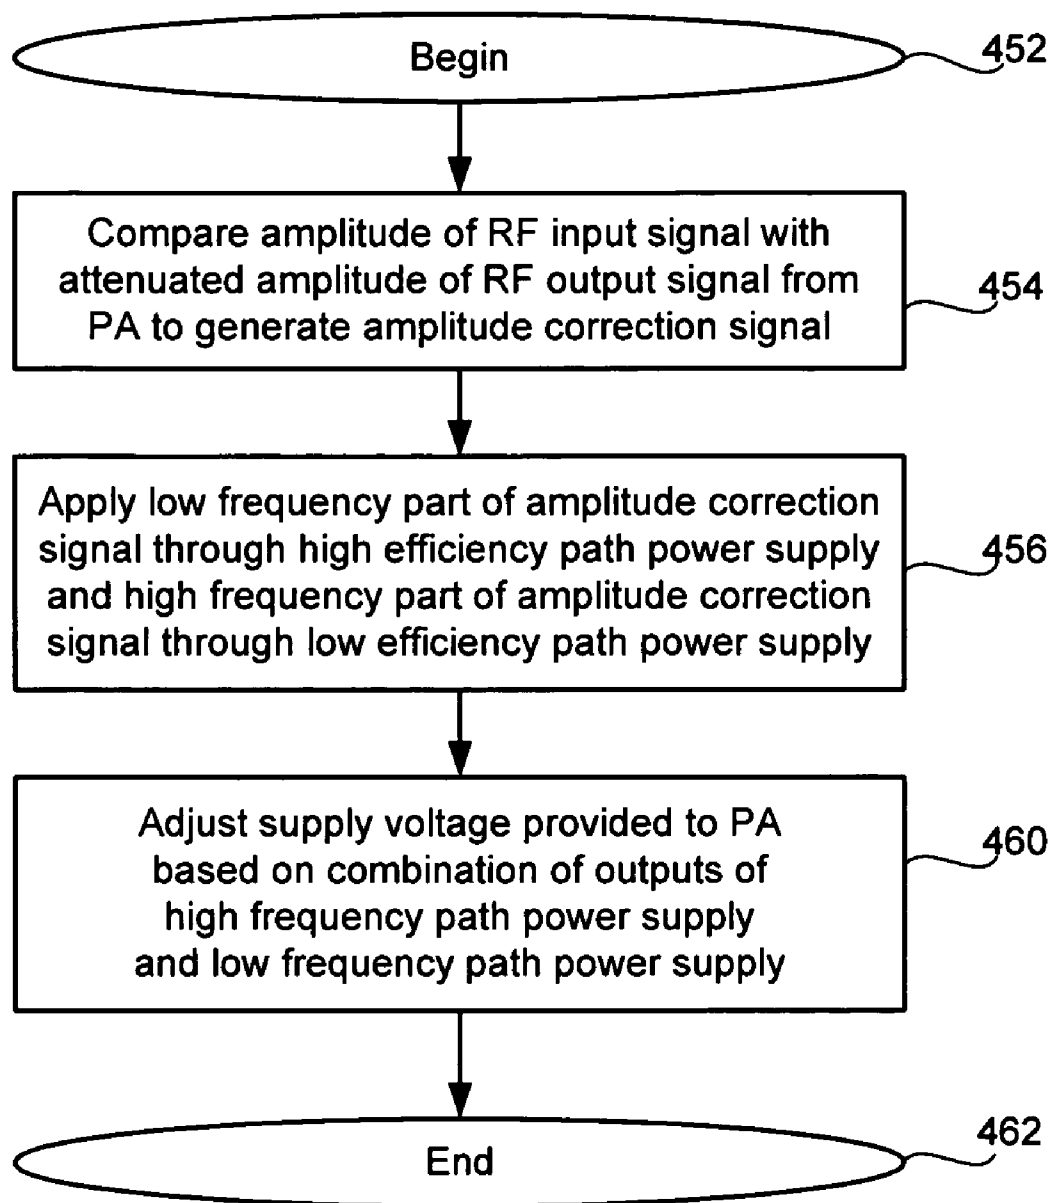 Begin
452
Compare amplitude of RF input signal with
attenuated amplitude of RF output signal from
PA to generate amplitude correction signal
454
Apply low frequency part of amplitude correction
signal through high efficiency path power supply
and high frequency part of amplitude correction
signal through low efficiency path power supply
456
Adjust supply voltage provided to PA
based on combination of outputs of
high frequency path power supply
and low frequency path power supply
460
End
462